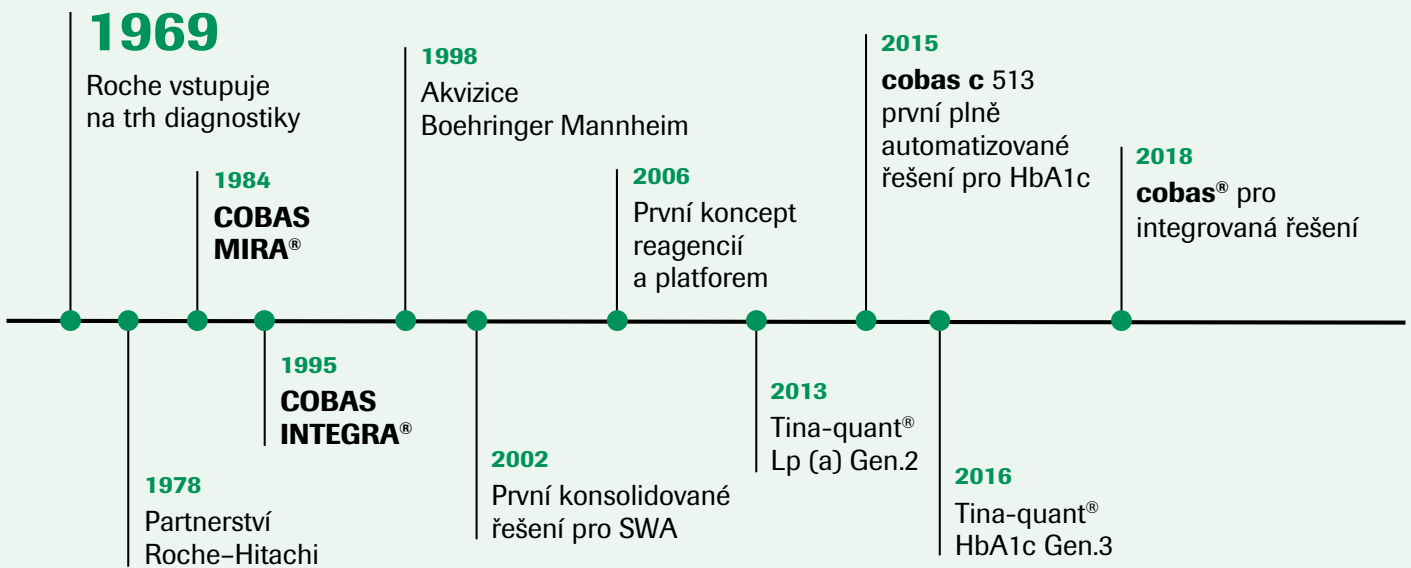 1969
Roche vstupuje
na trh diagnostiky
1978
Partnerství
Roche–Hitachi
1984
COBAS
MIRA®
1995
COBAS
INTEGRA®
1998
Akvizice
Boehringer Mannheim
2002
První konsolidované
řešení pro SWA
2006
První koncept
reagencií
a platforem
2013
Tina-quant®
Lp (a) Gen.2
2015
cobas c 513
první plně
automatizované
řešení pro HbA1c
2016
Tina-quant®
HbA1c Gen.3
2018
cobas® pro
integrovaná řešení